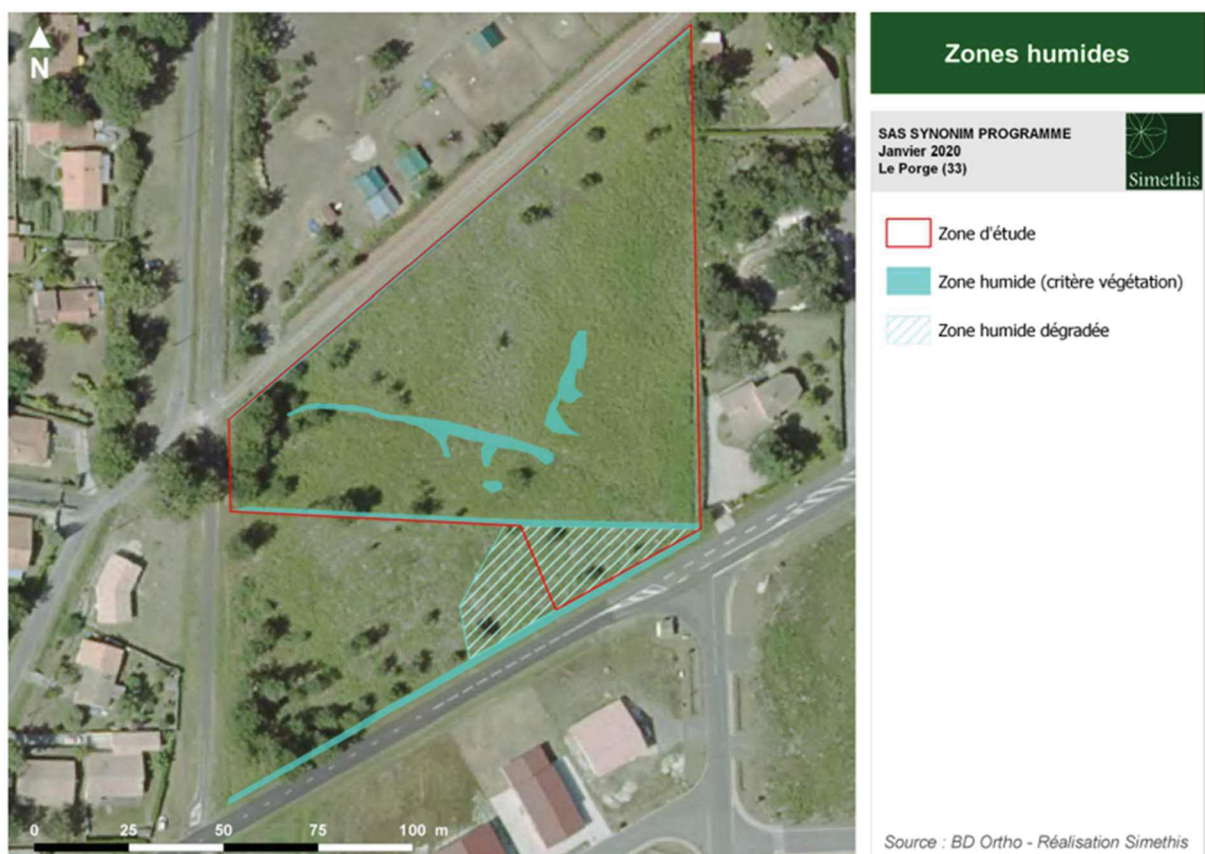 N
Zones humides
SAS SYNONIM PROGRAMME
Janvier 2020
Le Porge (33)
Simethis
Zone d'étude
Zone humide (critère végétation)
Zone humide dégradée
0 25 50 75 100 m
Source : BD Ortho - Réalisation Simethis